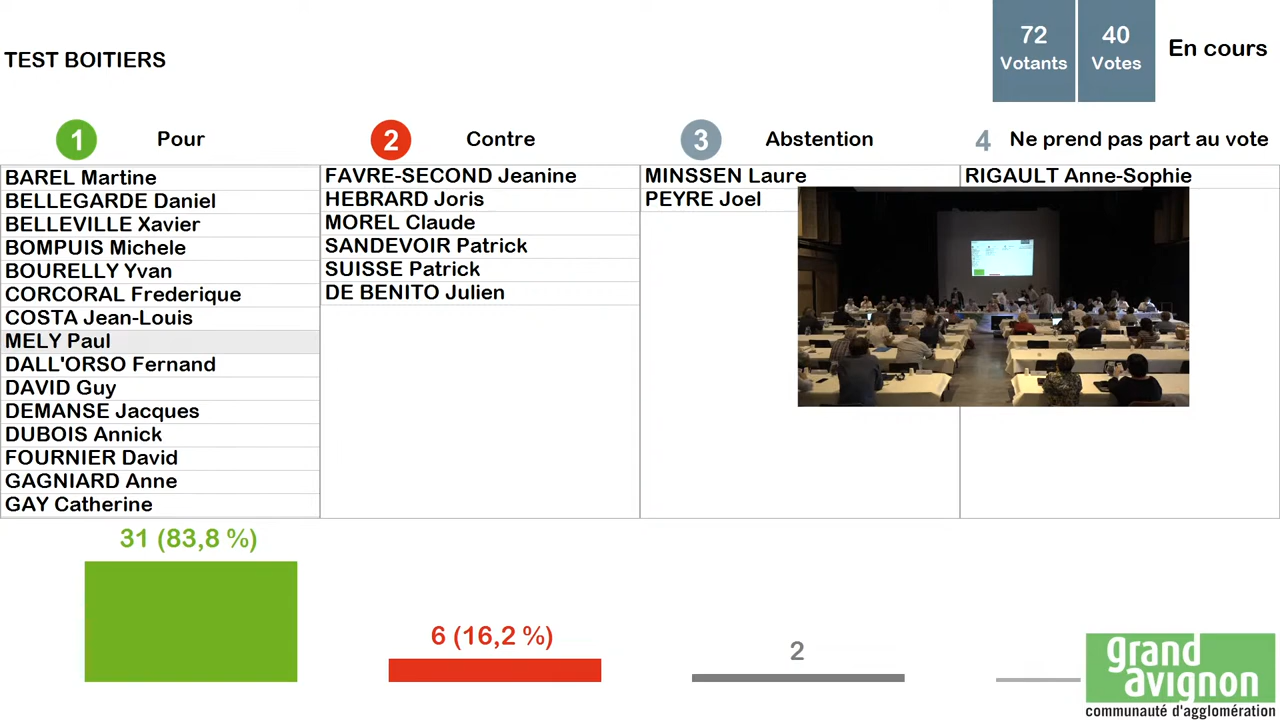 TEST BOITIERS
72
Votants
40
Votes
En cours
1
Pour
2
Contre
3
Abstention
4
Ne prend pas part au vote
BAREL Martine
BELLEGARDE Daniel
BELLEVILLE Xavier
BOMPUIS Michele
BOURELLY Yvan
CORCORAL Frederique
COSTA Jean-Louis
MELY Paul
DALL'ORSO Fernand
DAVID Guy
DEMANSE Jacques
DUBOIS Annick
FOURNIER David
GAGNIARD Anne
GAY Catherine
FAVRE-SECOND Jeanine
HEBRARD Joris
MOREL Claude
SANDEVOIR Patrick
SUISSE Patrick
DE BENITO Julien
MINSSEN Laure
PEYRE Joel
RIGAULT Anne-Sophie
31 (83,8 %)
6 (16,2 %)
2
grand
avignon
communauté d'agglomération